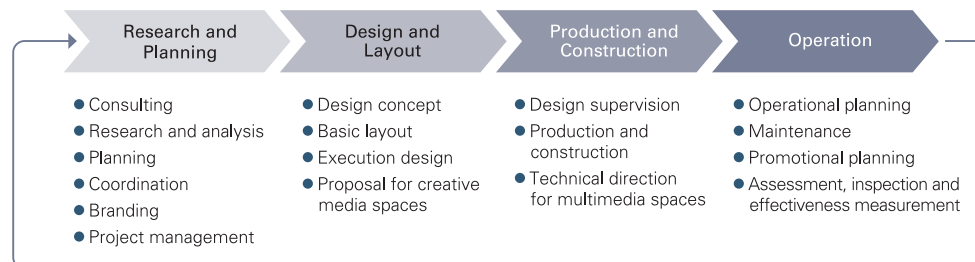 Research and
Planning
Design and
Layout
Production and
Construction
Operation
● Consulting
● Research and analysis
● Planning
● Coordination
● Branding
● Project management
● Design concept
● Basic layout
● Execution design
● Proposal for creative
media spaces
● Design supervision
● Production and
construction
● Technical direction
for multimedia spaces
● Operational planning
● Maintenance
● Promotional planning
● Assessment, inspection and
effectiveness measurement